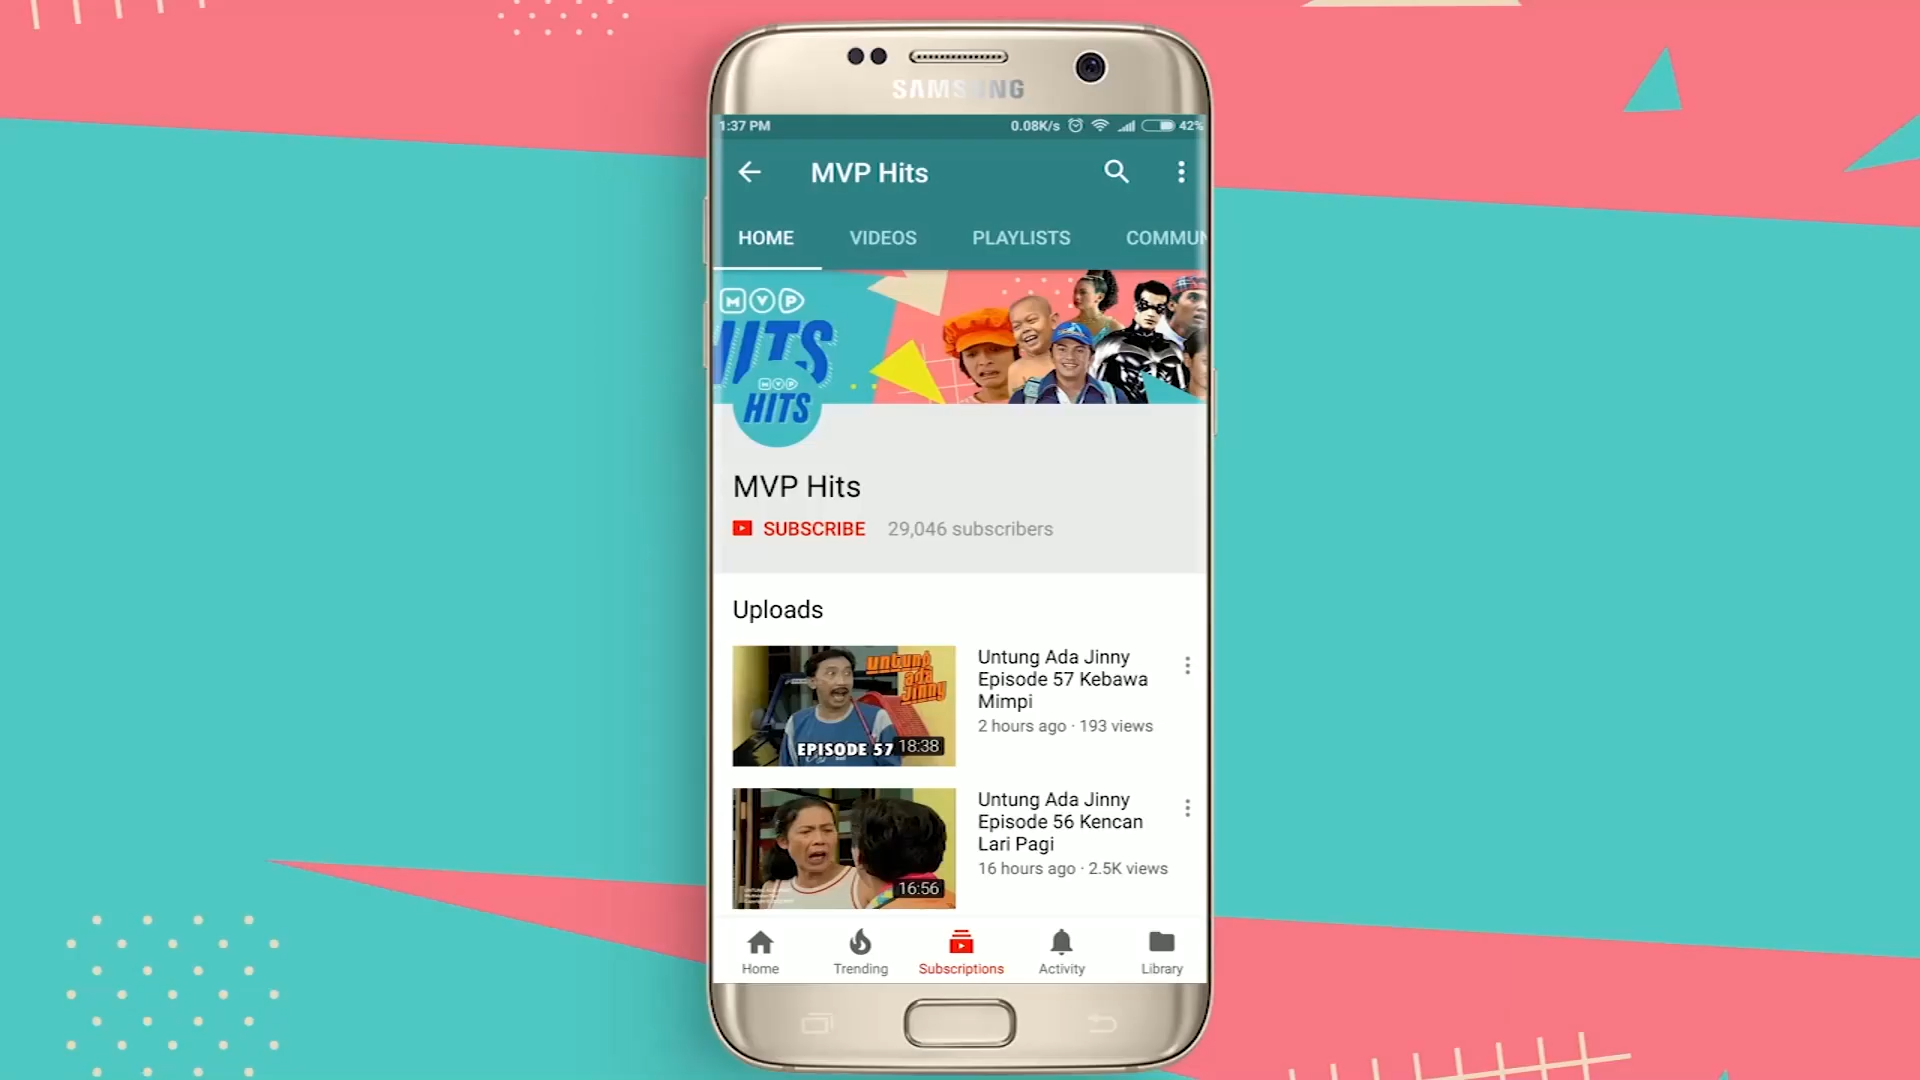 SAMSUNG
1:37 PM 0.08K/s 42%
MVP Hits
HOME VIDEOS PLAYLISTS COMMUN
MVP
HITS
MVP
HITS
MVP Hits
SUBSCRIBE 29,046 subscribers
Uploads
untung
ada
jinny
EPISODE 57 18:38
Untung Ada Jinny
Episode 57 Kebawa
Mimpi
2 hours ago · 193 views
16:56
Untung Ada Jinny
Episode 56 Kencan
Lari Pagi
16 hours ago · 2.5K views
Home Trending Subscriptions Activity Library